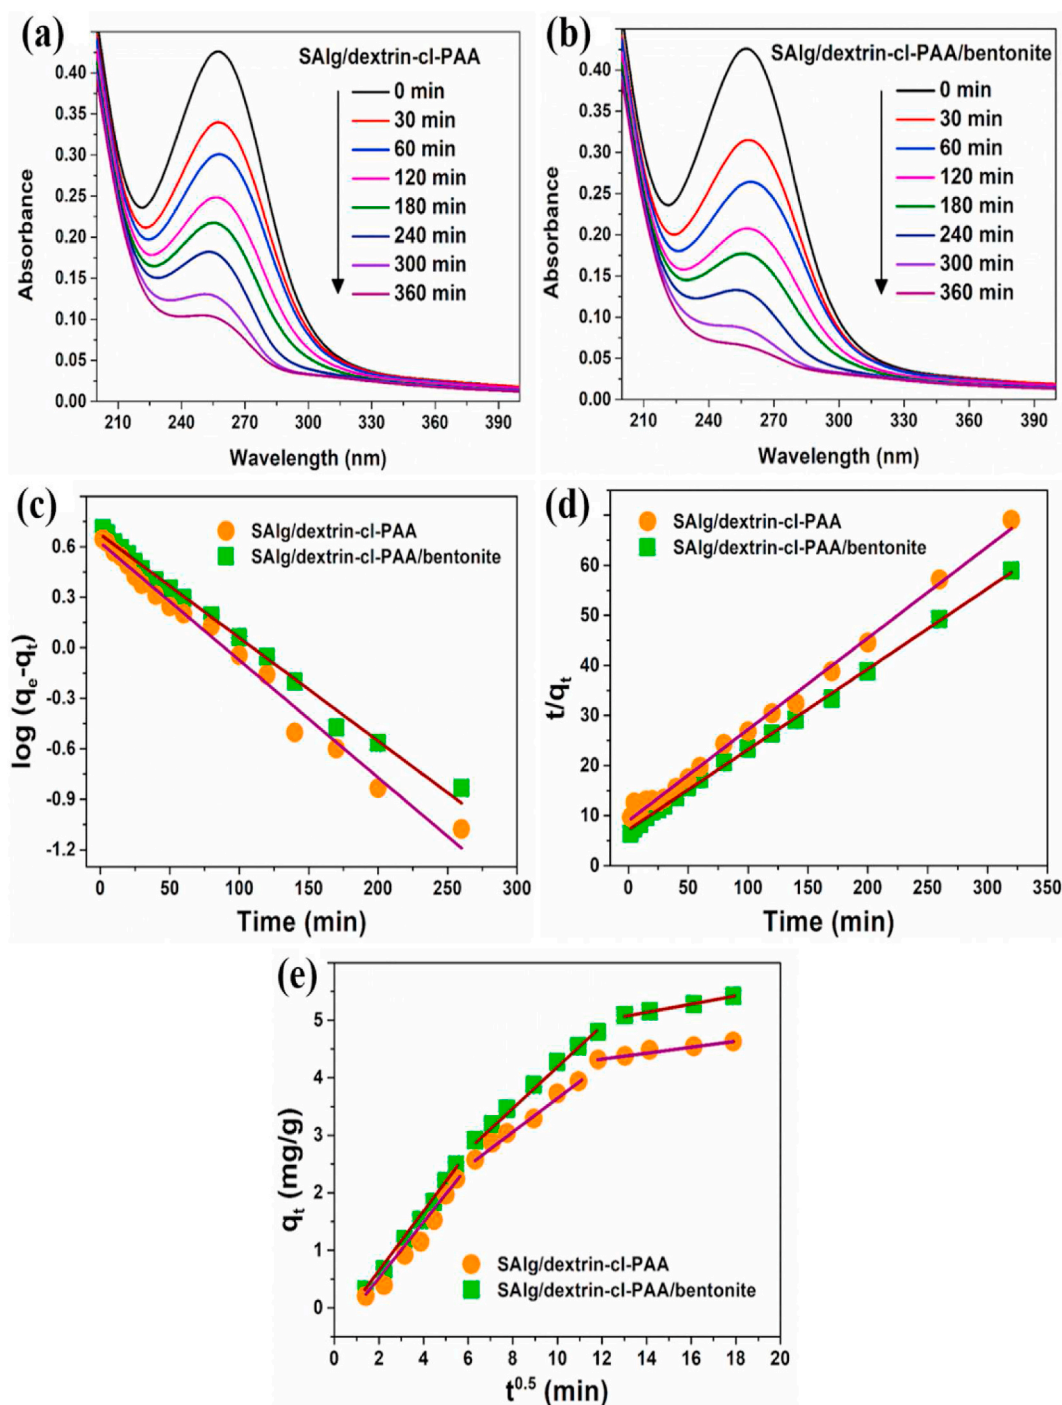 (a)
SAlg/dextrin-cl-PAA
0 min
30 min
60 min
120 min
180 min
240 min
300 min
360 min
0.40
0.35
0.30
0.25
0.20
0.15
0.10
0.05
0.00
Absorbance
210 240 270 300 330 360 390
Wavelength (nm)
(b)
SAlg/dextrin-cl-PAA/bentonite
0 min
30 min
60 min
120 min
180 min
240 min
300 min
360 min
0.40
0.35
0.30
0.25
0.20
0.15
0.10
0.05
0.00
Absorbance
210 240 270 300 330 360 390
Wavelength (nm)
(c)
SAlg/dextrin-cl-PAA
SAlg/dextrin-cl-PAA/bentonite
0.6
0.3
0.0
-0.3
-0.6
-0.9
-1.2
log (qe-qt)
0 50 100 150 200 250 300
Time (min)
(d)
SAlg/dextrin-cl-PAA
SAlg/dextrin-cl-PAA/bentonite
70
60
50
40
30
20
10
0
t/qt
0 50 100 150 200 250 300 350
Time (min)
(e)
5
4
3
2
1
0
qt (mg/g)
SAlg/dextrin-cl-PAA
SAlg/dextrin-cl-PAA/bentonite
0 2 4 6 8 10 12 14 16 18 20
t0.5 (min)